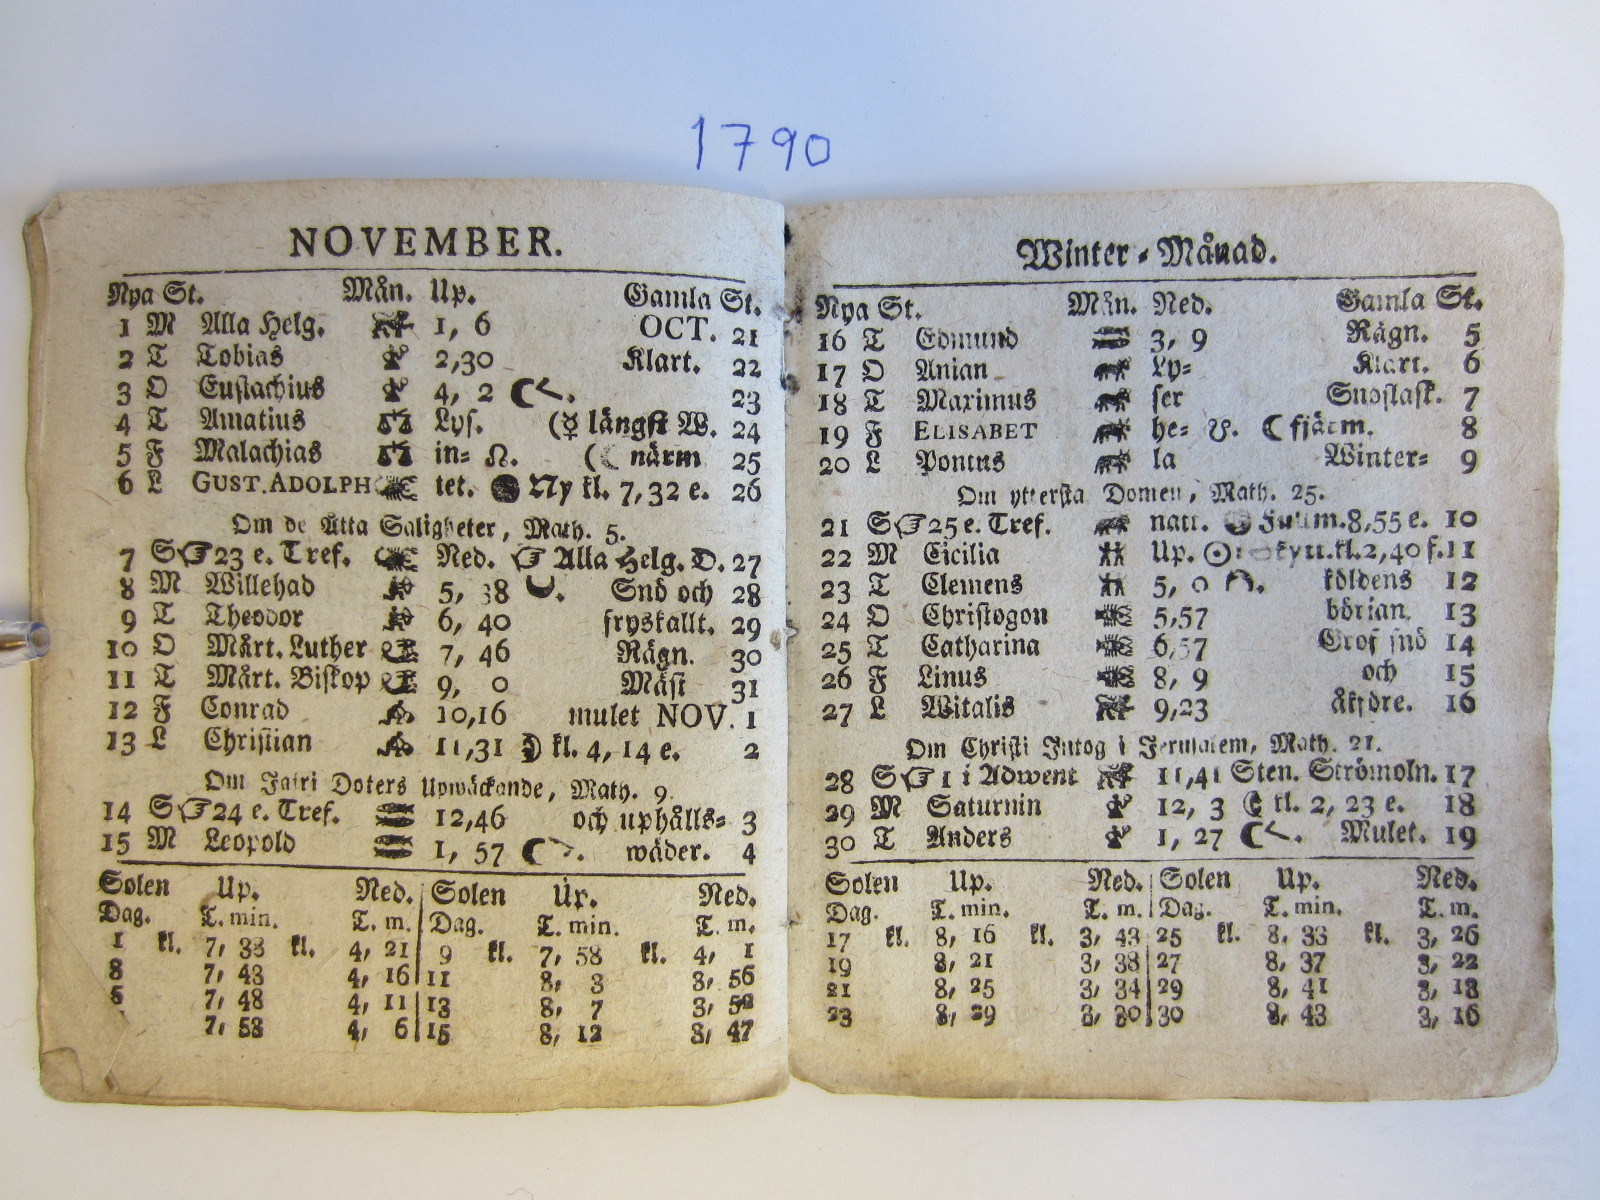 1790
NOVEMBER.
Nya St. Mån. Up. Gamla St.
1 M Alla Helg. 1, 6 OCT. 21
2 T Tobias 2,30 Klart. 22
3 O Eustachius 4, 2 23
4 T Amatius Lys. (☿ längst W. 24
5 F Malachias in= ☊. (☾ närm 25
6 L GUST. ADOLPH tet. Ny kl. 7, 32 e. 26
Om de Åtta Saligheter, Math. 5.
7 S ☞ 23 e. Tref. Ned. ☞ Alla Helg. D. 27
8 M Willehad 5, 38 Snö och 28
9 T Theodor 6, 40 fryskallt. 29
10 O Mårt. Luther 7, 46 Rägn. 30
11 T Mårt. Biskop 9, 0 Mäst 31
12 F Conrad 10,16 mulet NOV. 1
13 L Christian 11,31 ☽ kl. 4, 14 e. 2
Om Jairi Doters Upwäckande, Math. 9.
14 S ☞ 24 e. Tref. 12,46 och uphålls= 3
15 M Leopold 1, 57 wäder. 4
Solen Up. Ned. Solen Up. Ned.
Dag. T. min. T. m. Dag. T. min. T. m.
1 kl. 7, 38 kl. 4, 21 9 kl. 7, 58 kl. 4, 1
7, 43 4, 16 11 8, 3 3, 56
7, 48 4, 11 13 8, 7 3, 52
7, 53 4, 6 15 8, 12 3, 47
Winter=Månad.
Nya St. Mån. Ned. Gamla St.
16 T Edmund 3, 9 Rägn. 5
17 O Anian Ly= Klart. 6
18 T Maximus ser Snöslask. 7
19 F ELISABET he= ☋. ☾ fjärm. 8
20 L Pontus la Winter= 9
Om yttersta Domen, Math. 25.
21 S ☞ 25 e. Tref. natt. Fullm. 8,55 e. 10
22 M Cicilia Up. ☉ kl. 2,40 f. 11
23 T Clemens 5, 0 köldens 12
24 O Christogon 5,57 början. 13
25 T Catharina 6,57 Grof snö 14
26 F Linus 8, 9 och 15
27 L Witalis 9,23 åkföre. 16
Om Christi Intog i Jerusalem, Math. 21.
28 S ☞ 1 i Adwent 11,41 Sten. Strömoln. 17
29 M Saturnin 12, 3 ☾ kl. 2, 23 e. 18
30 T Anders 1, 27 Mulet. 19
Solen Up. Ned. Solen Up. Ned.
Dag. T. min. T. m. Dag. T. min. T. m.
17 kl. 8, 16 kl. 3, 43 25 kl. 8, 33 kl. 3, 26
19 8, 21 3, 38 27 8, 37 3, 22
21 8, 25 3, 34 29 8, 41 3, 18
23 8, 29 3, 30 30 8, 43 3, 16